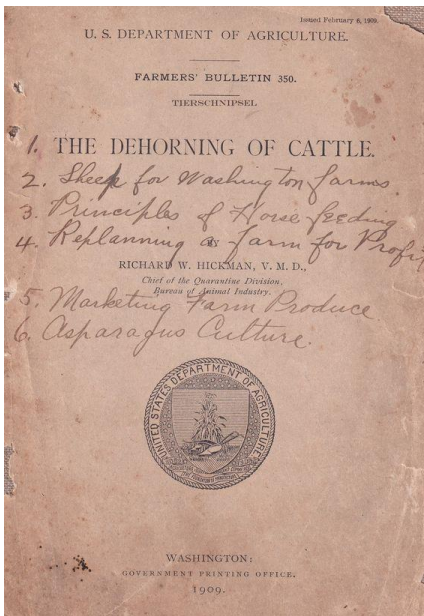 Issued February 6, 1909.
U. S. DEPARTMENT OF AGRICULTURE.
FARMERS' BULLETIN 350.
TIERSCHNIPSEL
1. THE DEHORNING OF CATTLE.
2. Sheep for Washington farms.
3. Principles of Horse feeding
4. Replanning a farm for Profit
BY
RICHARD W. HICKMAN, V. M. D.,
Chief of the Quarantine Division,
Bureau of Animal Industry.
5. Marketing Farm Produce
6. Asparagus Culture.
UNITED STATES DEPARTMENT OF AGRICULTURE
WASHINGTON:
GOVERNMENT PRINTING OFFICE.
1909.